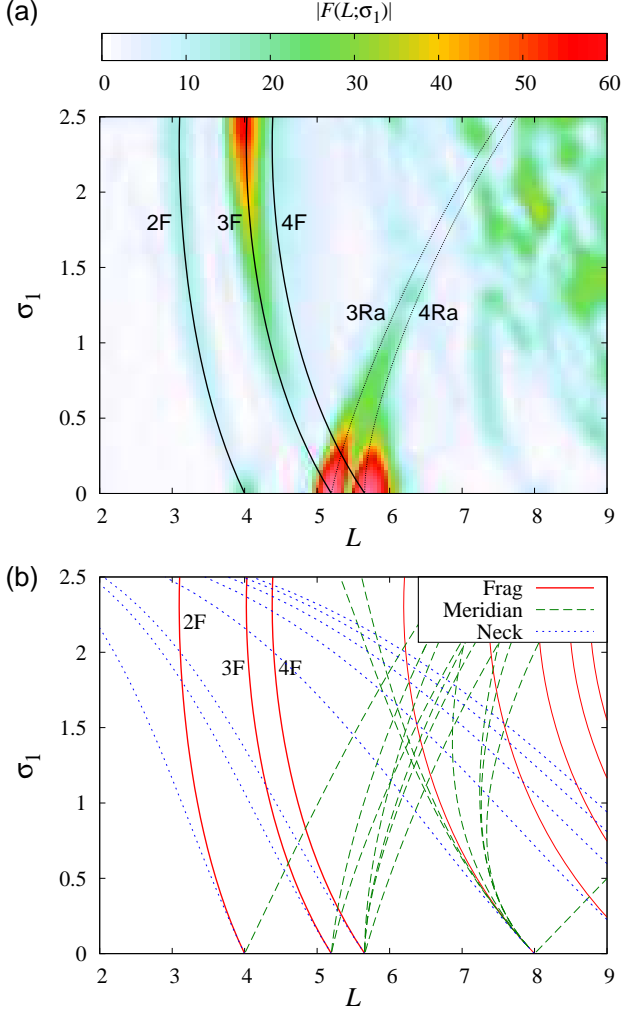 (a)
|F(L;σ1)|
0 10 20 30 40 50 60
2.5
2
1.5
1
0.5
0
σ1
2F
3F
4F
3Ra
4Ra
2 3 4 5 6 7 8 9
L
(b)
2.5
2
1.5
1
0.5
0
σ1
Frag
Meridian
Neck
2F
3F
4F
2 3 4 5 6 7 8 9
L